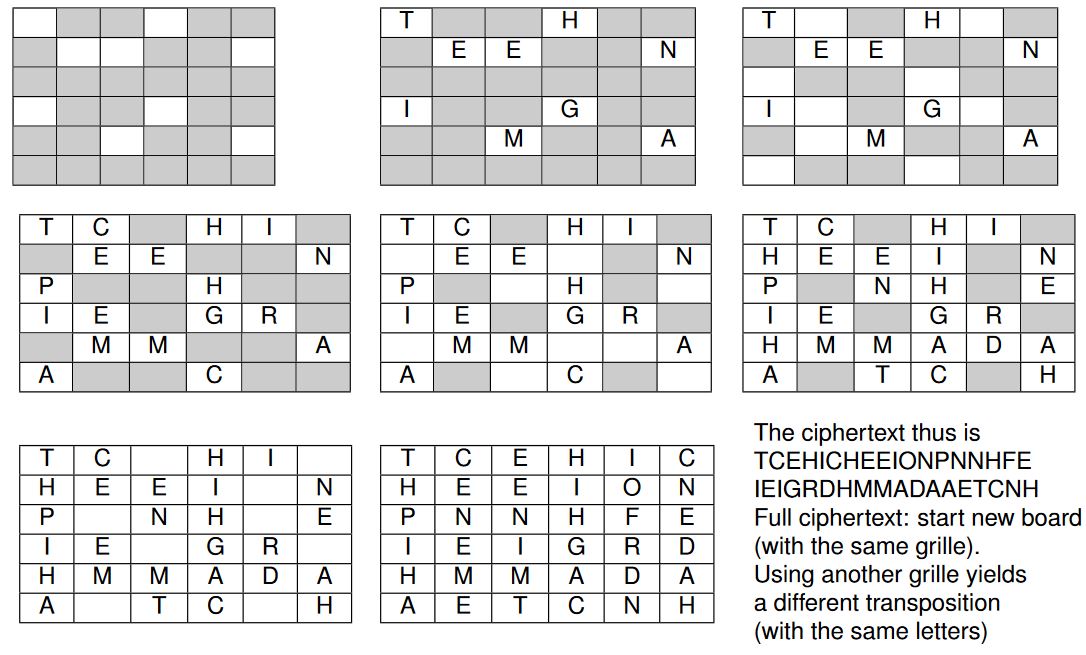 T H
E E N
I G
M A
T H
E E N
I G
M A
T C H I
E E N
P H
I E G R
M M A
A C
T C H I
E E N
P H
I E G R
M M A
A C
T C H I
H E E I N
P N H E
I E G R
H M M A D A
A T C H
T C H I
H E E I N
P N H E
I E G R
H M M A D A
A T C H
T C E H I C
H E E I O N
P N N H F E
I E I G R D
H M M A D A
A E T C N H
The ciphertext thus is
TCEHICHEEIONPNNHFE
IEIGRDHMMADAAETCNH
Full ciphertext: start new board
(with the same grille).
Using another grille yields
a different transposition
(with the same letters)